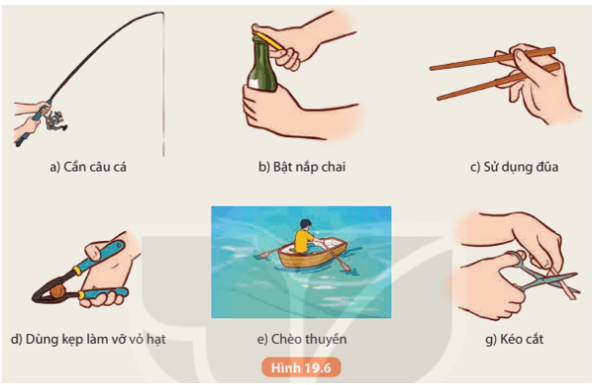 a) Cần câu cá
b) Bật nắp chai
c) Sử dụng đũa
d) Dùng kẹp làm vỡ vỏ hạt
e) Chèo thuyền
g) Kéo cắt
Hình 19.6